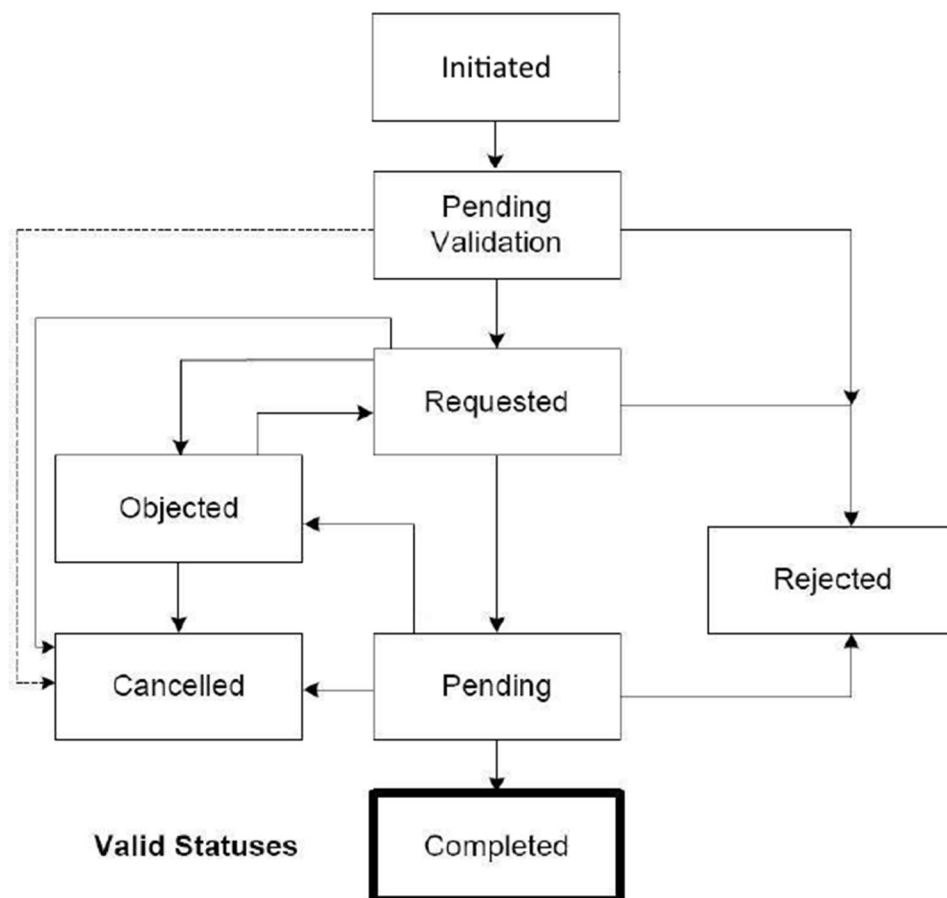 Initiated
Pending
Validation
Requested
Objected
Rejected
Cancelled
Pending
Valid Statuses
Completed